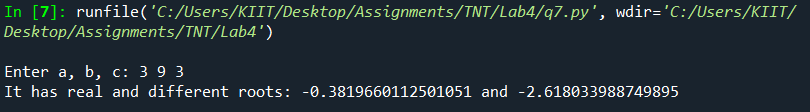 In [7]: runfile('C:/Users/KIIT/Desktop/Assignments/TNT/Lab4/q7.py', wdir='C:/Users/KIIT/
Desktop/Assignments/TNT/Lab4')
Enter a, b, c: 3 9 3
It has real and different roots: -0.3819660112501051 and -2.618033988749895